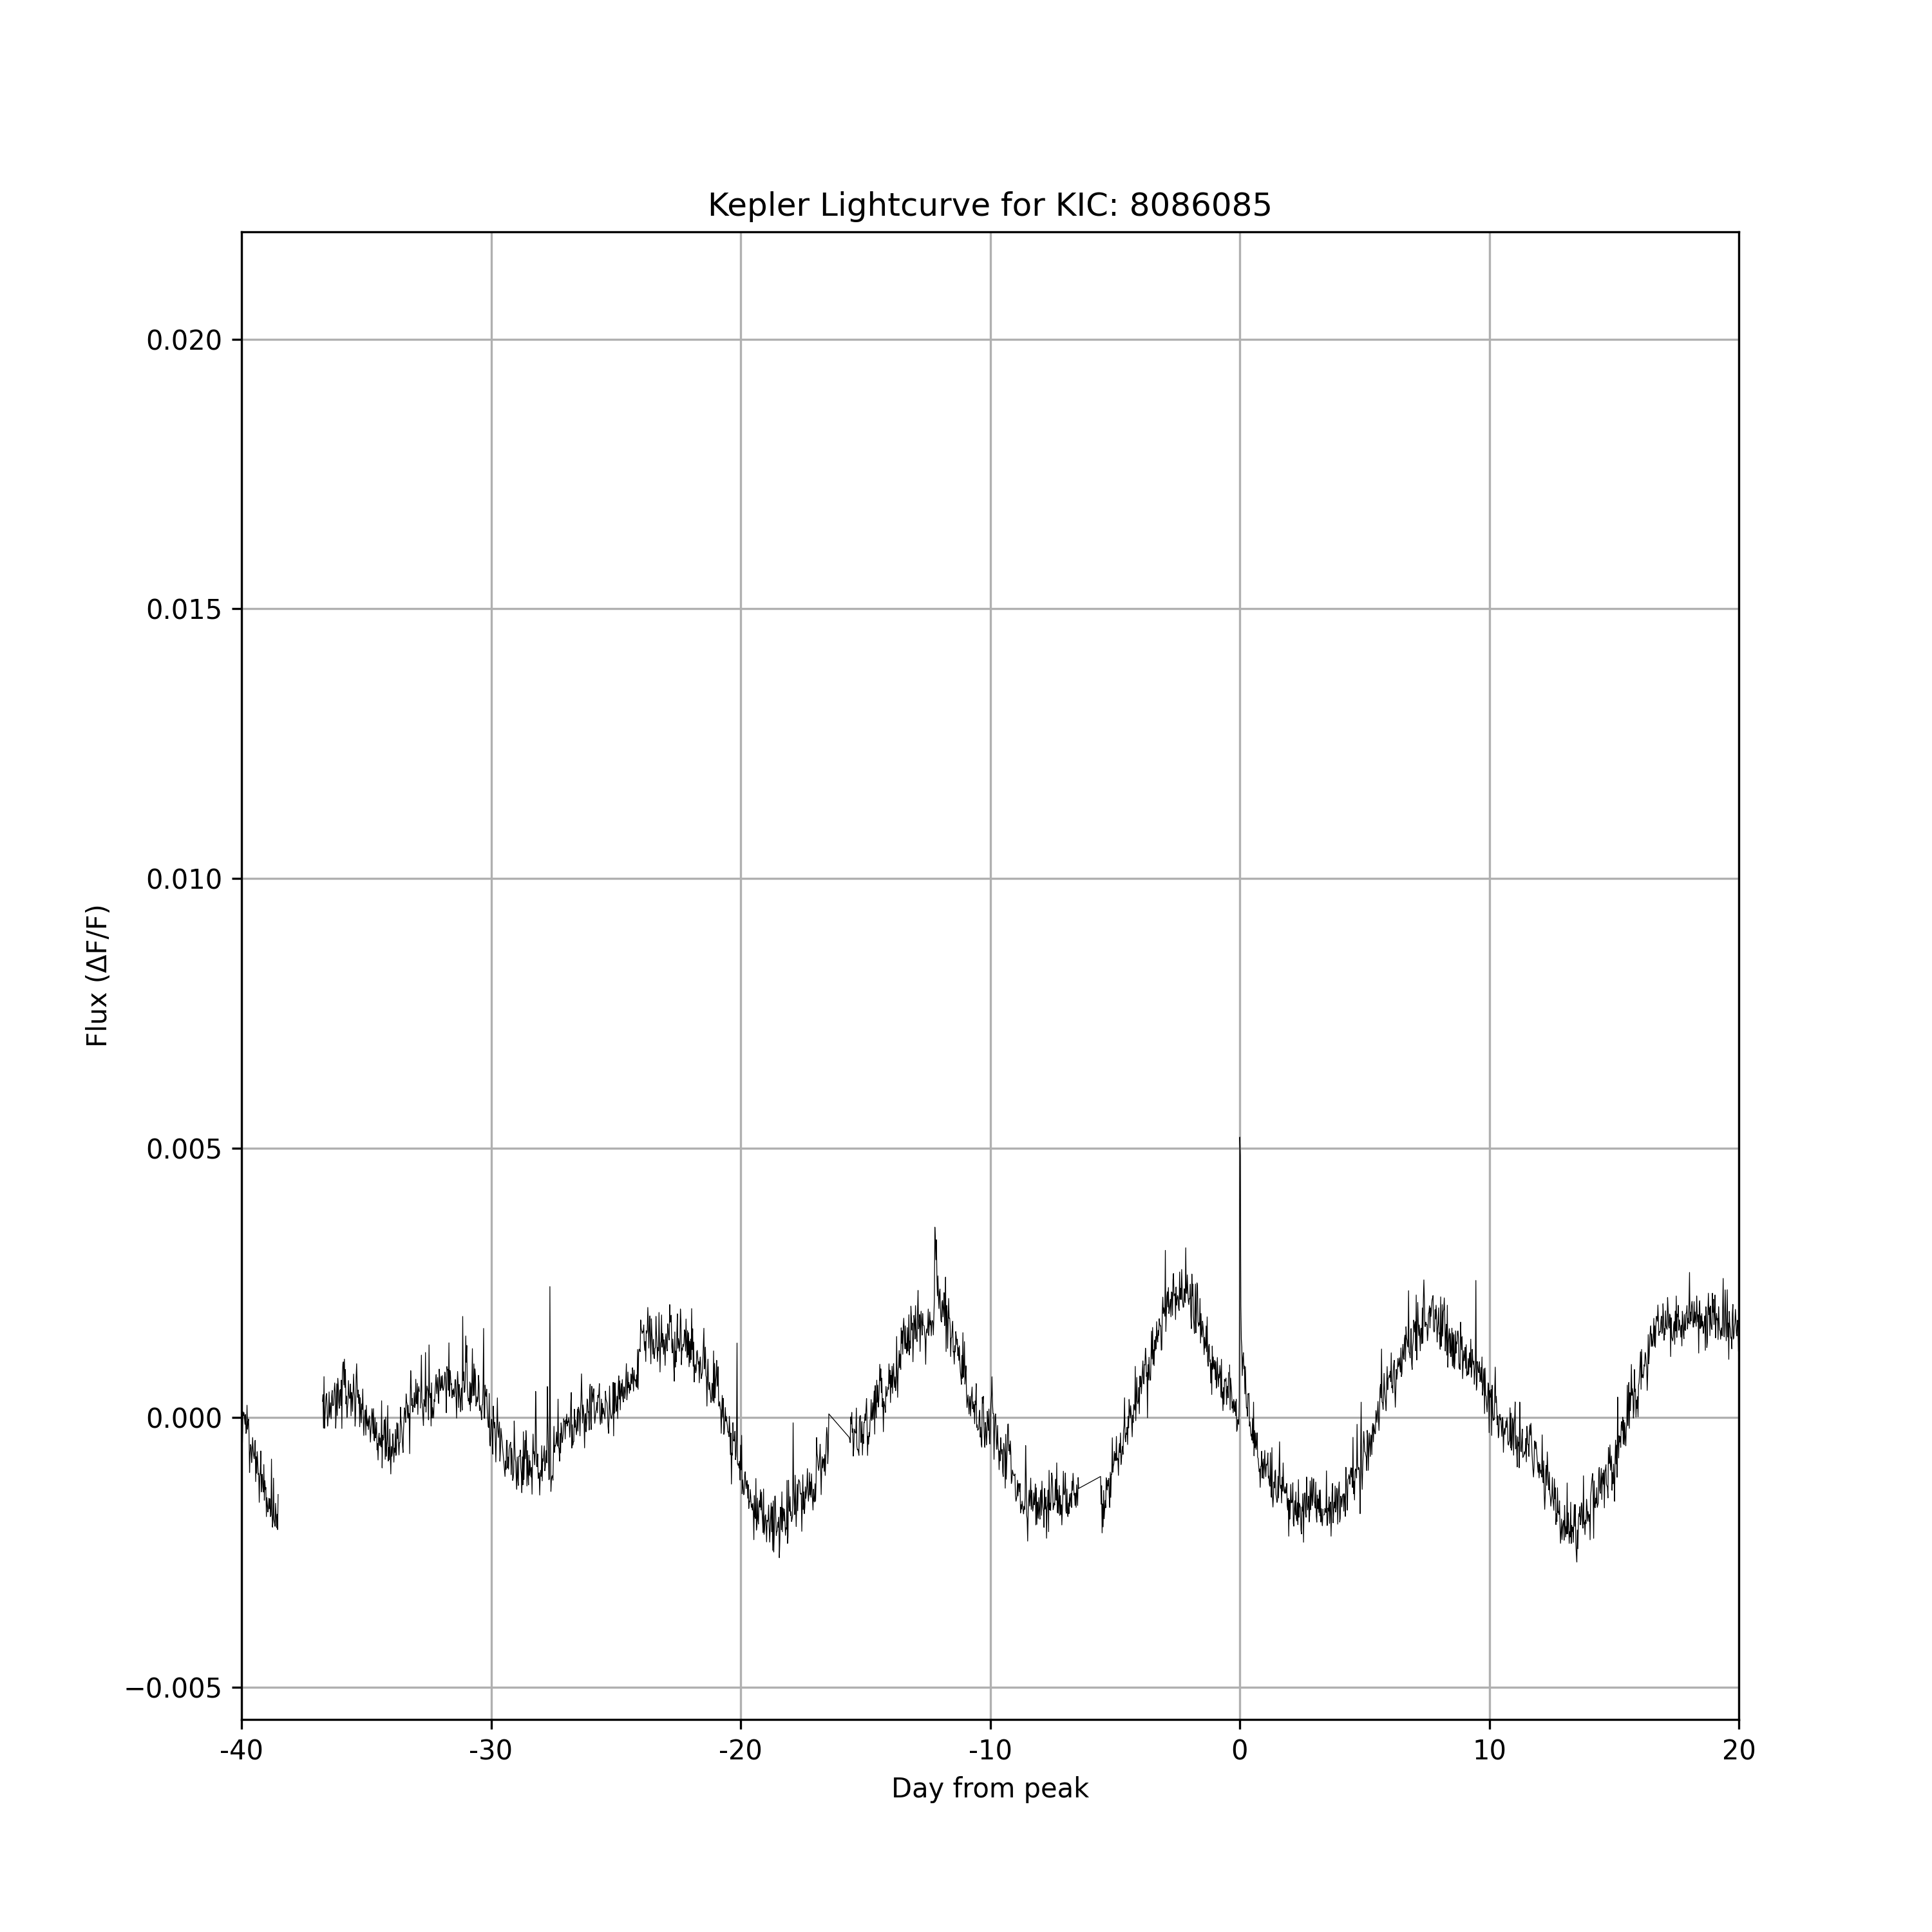 Kepler Lightcurve for KIC: 8086085
Flux (ΔF/F)
0.020
0.015
0.010
0.005
0.000
−0.005
-40 -30 -20 -10 0 10 20
Day from peak